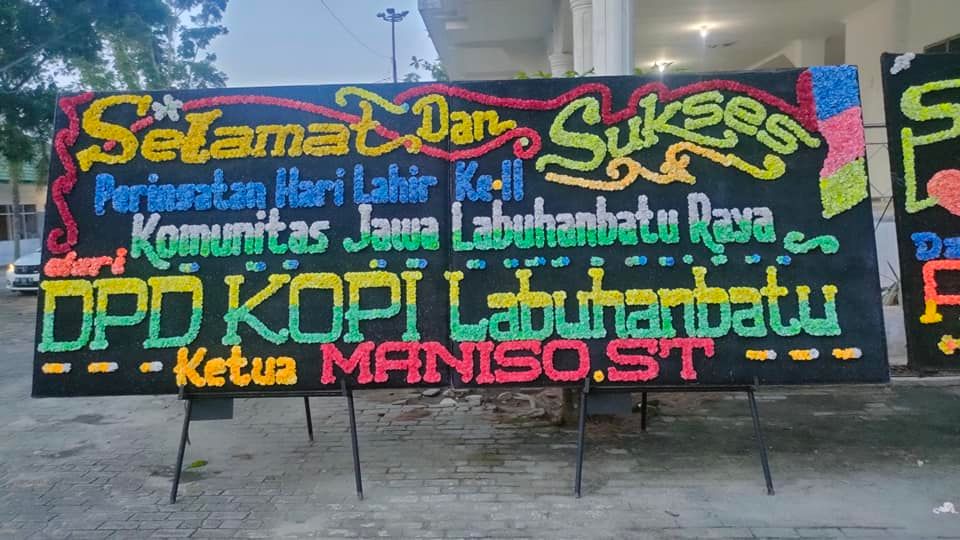 Selamat Dan Sukses
Peringatan Hari Lahir Ke-II
Komunitas Jawa Labuhanbatu Raya
dari
DPD KOPI Labuhanbatu
Ketua MANISO.ST